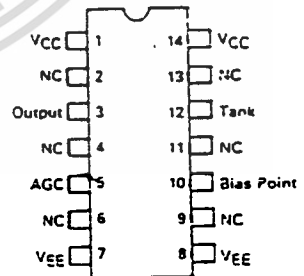 VCC 1 14 VCC
NC 2 13 NC
Output 3 12 Tank
NC 4 11 NC
AGC 5 10 Bias Point
NC 6 9 NC
VEE 7 8 VEE